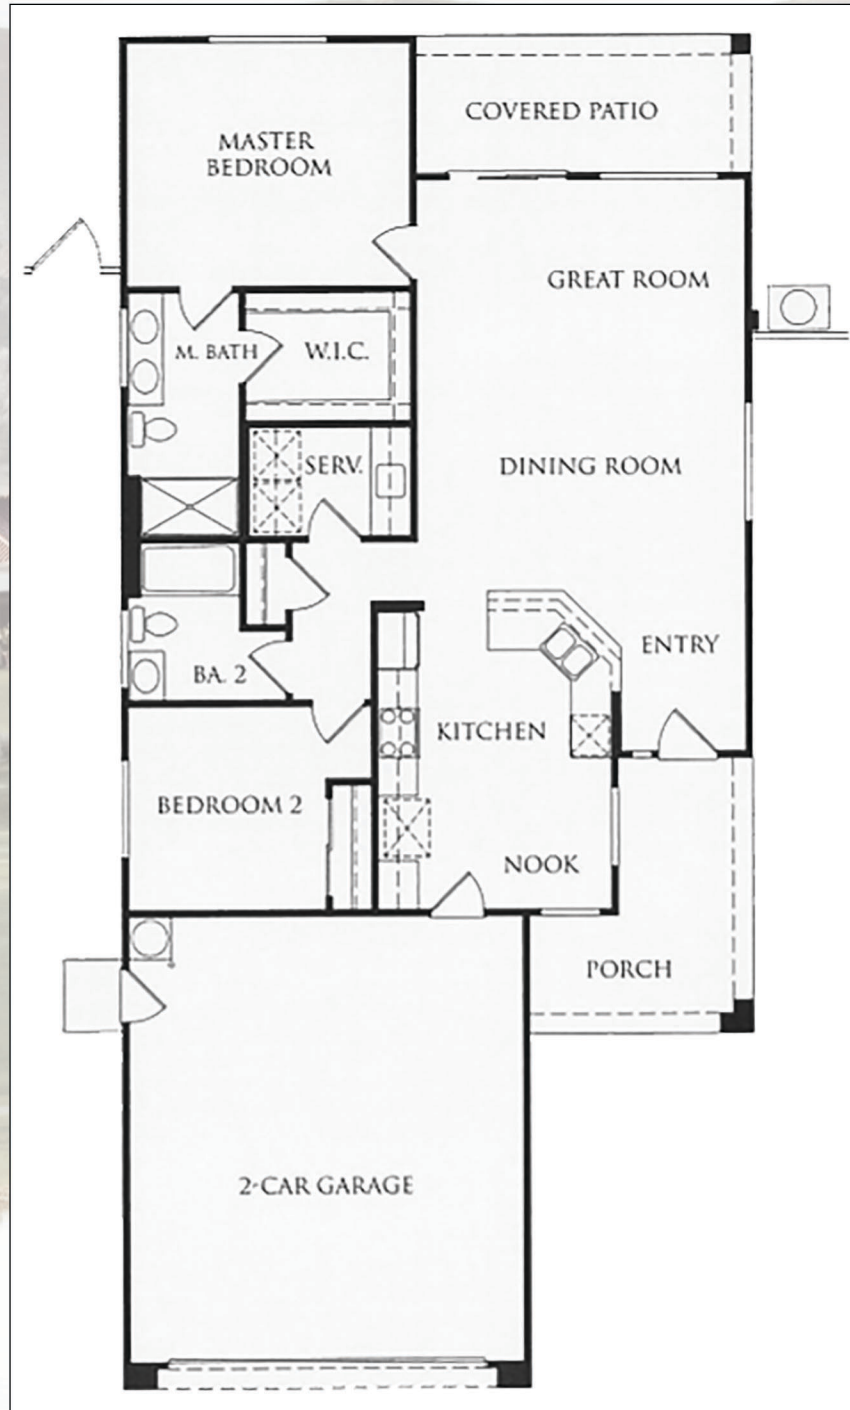 COVERED PATIO
MASTER
BEDROOM
GREAT ROOM
M. BATH
W.I.C.
SERV.
DINING ROOM
ENTRY
BA. 2
KITCHEN
BEDROOM 2
NOOK
PORCH
2-CAR GARAGE